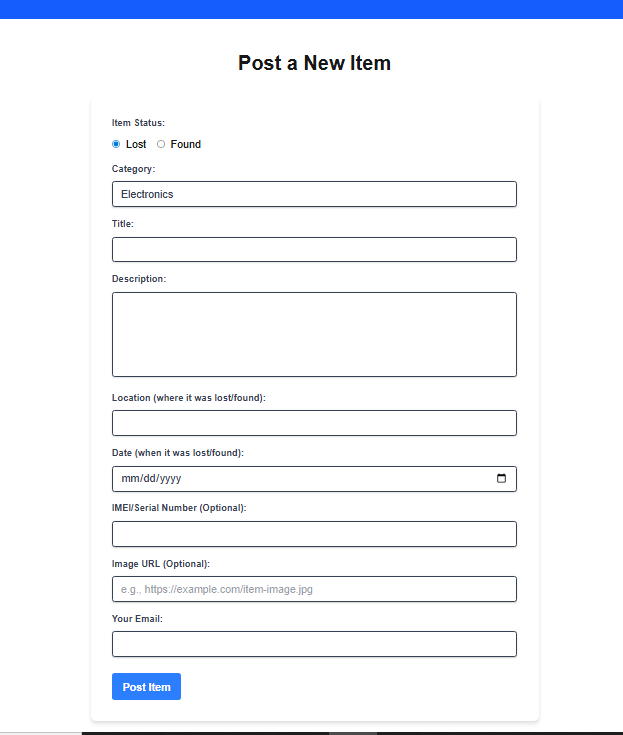 Post a New Item
Item Status:
Lost Found
Category:
Electronics
Title:
Description:
Location (where it was lost/found):
Date (when it was lost/found):
mm/dd/yyyy
IMEI/Serial Number (Optional):
Image URL (Optional):
e.g., https://example.com/item-image.jpg
Your Email:
Post Item